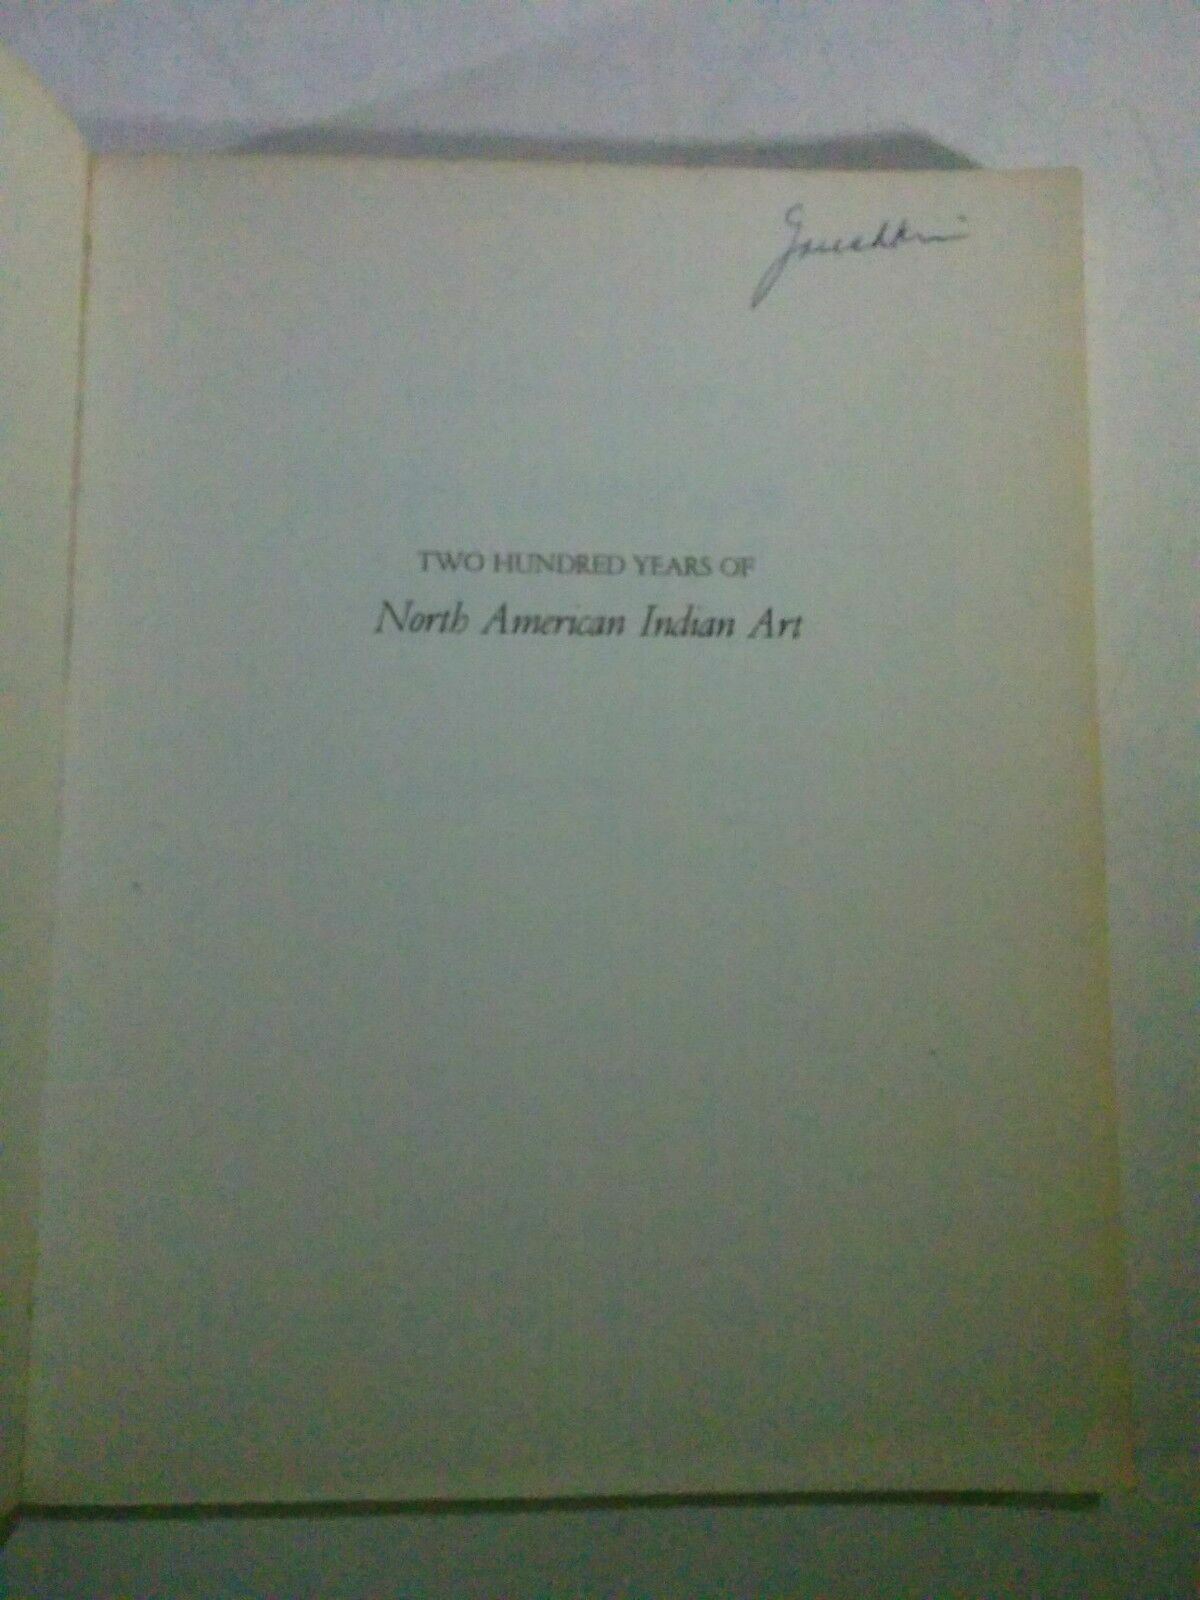 TWO HUNDRED YEARS OF
North American Indian Art